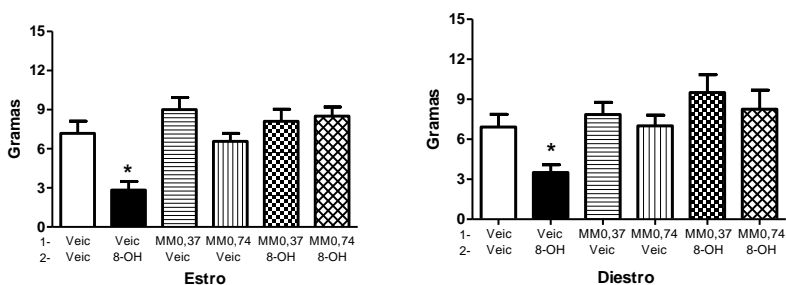 15
12
9
6
3
0
Gramas
*
1- Veic Veic MM0,37 MM0,74 MM0,37 MM0,74
2- Veic 8-OH Veic Veic 8-OH 8-OH
Estro
15
12
9
6
3
0
Gramas
*
1- Veic Veic MM0,37 MM0,74 MM0,37 MM0,74
2- Veic 8-OH Veic Veic 8-OH 8-OH
Diestro